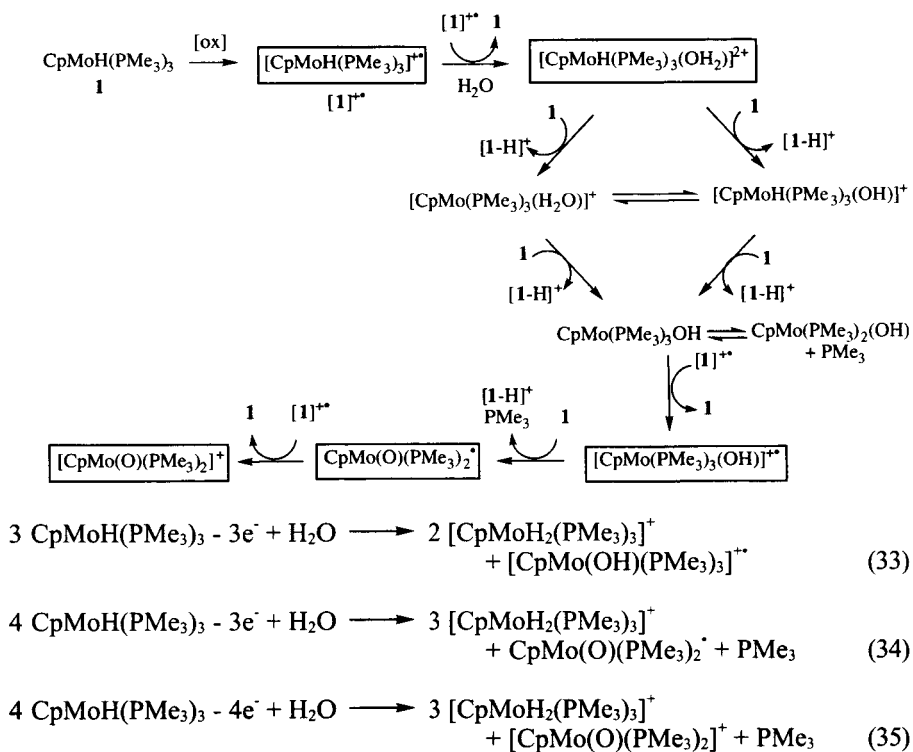 [1]⁺• 1
CpMoH(PMe₃)₃ [ox] [CpMoH(PMe₃)₃]⁺• H₂O [CpMoH(PMe₃)₃(OH₂)]²⁺
1 [1]⁺•
1 1
[1-H]⁺ [1-H]⁺
[CpMo(PMe₃)₃(H₂O)]⁺ [CpMoH(PMe₃)₃(OH)]⁺
1 1
[1-H]⁺ [1-H]⁺
CpMo(PMe₃)₃OH CpMo(PMe₃)₂(OH)
+ PMe₃
[1]⁺•
1
[1-H]⁺
1 [1]⁺• PMe₃ 1
[CpMo(O)(PMe₃)₂]⁺ CpMo(O)(PMe₃)₂• [CpMo(PMe₃)₃(OH)]⁺•
3 CpMoH(PMe₃)₃ - 3e⁻ + H₂O ⟶ 2 [CpMoH₂(PMe₃)₃]⁺
+ [CpMo(OH)(PMe₃)₃]⁺• (33)
4 CpMoH(PMe₃)₃ - 3e⁻ + H₂O ⟶ 3 [CpMoH₂(PMe₃)₃]⁺
+ CpMo(O)(PMe₃)₂• + PMe₃ (34)
4 CpMoH(PMe₃)₃ - 4e⁻ + H₂O ⟶ 3 [CpMoH₂(PMe₃)₃]⁺
+ [CpMo(O)(PMe₃)₂]⁺ + PMe₃ (35)